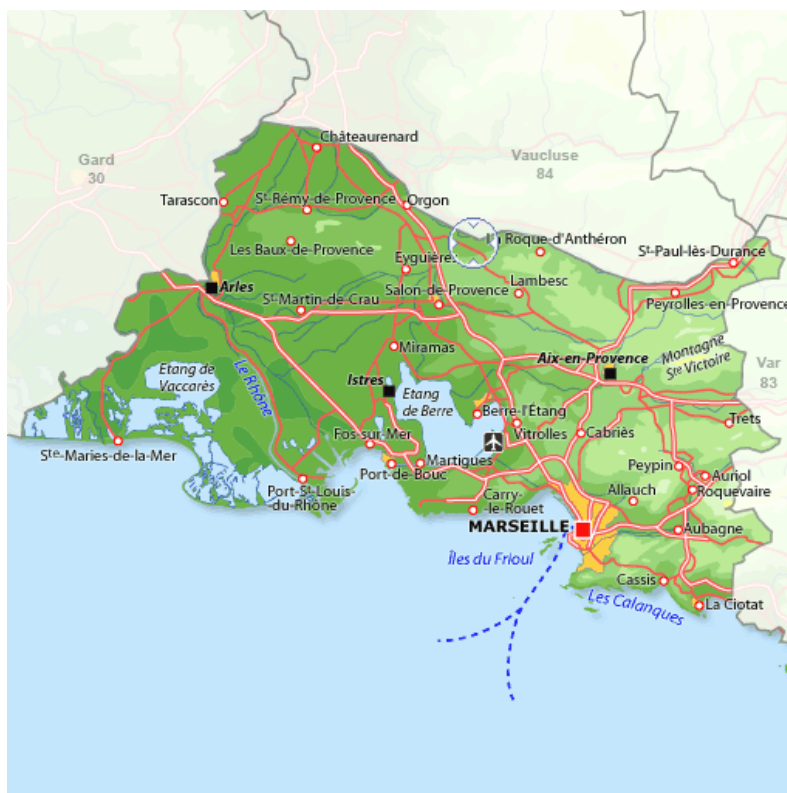 Châteaurenard
Gard
30
Vaucluse
84
Tarascon
St-Rémy-de-Provence
Orgon
Les Baux-de-Provence
Roque-d'Anthéron
St-Paul-lès-Durance
Eyguières
Arles
St-Martin-de-Crau
Salon-de-Provence
Lambesc
Peyrolles-en-Provence
Miramas
Aix-en-Provence
Montagne
Ste Victoire
Var
83
Etang de
Vaccarès
Le Rhône
Istres
Etang
de Berre
Berre-l'Étang
Trets
Ste-Maries-de-la-Mer
Fos-sur-Mer
Vitrolles
Cabriès
Port-de-Bouc
Martigues
Peypin
Auriol
Port-St-Louis-
du-Rhône
Carry-
le-Rouet
Allauch
Roquevaire
MARSEILLE
Aubagne
Îles du Frioul
Cassis
Les Calanques
La Ciotat